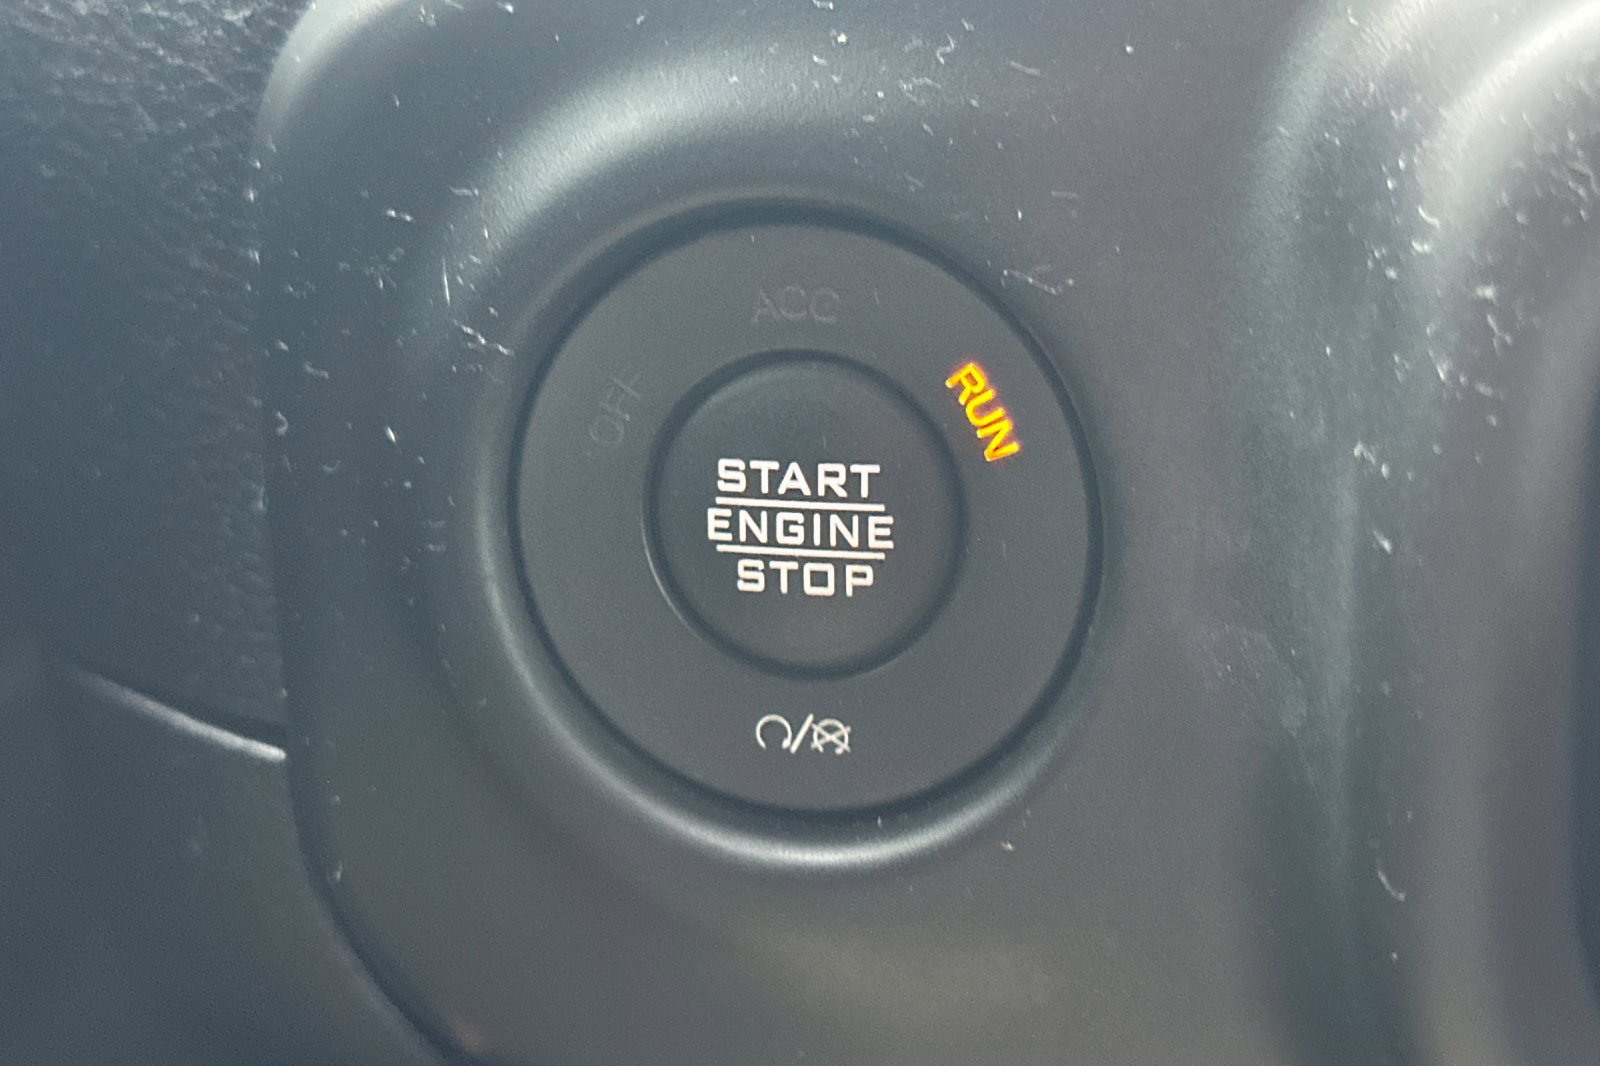 ACC
OFF
RUN
START
ENGINE
STOP